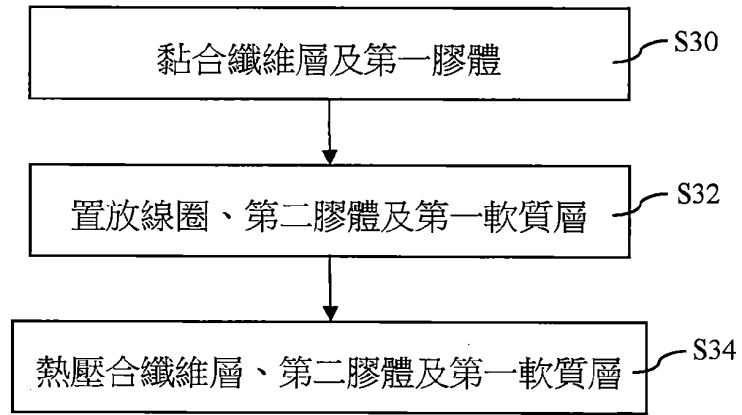 黏合纖維層及第一膠體
S30
置放線圈、第二膠體及第一軟質層
S32
熱壓合纖維層、第二膠體及第一軟質層
S34